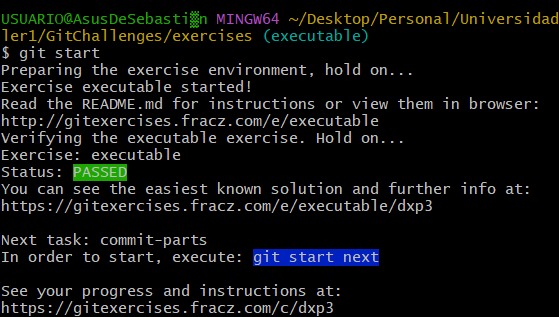 USUARIO@AsusDeSebasti▒n MINGW64 ~/Desktop/Personal/Universidad
ler1/GitChallenges/exercises (executable)
$ git start
Preparing the exercise environment, hold on...
Exercise executable started!
Read the README.md for instructions or view them in browser:
http://gitexercises.fracz.com/e/executable
Verifying the executable exercise. Hold on...
Exercise: executable
Status: PASSED
You can see the easiest known solution and further info at:
https://gitexercises.fracz.com/e/executable/dxp3
Next task: commit-parts
In order to start, execute: git start next
See your progress and instructions at:
https://gitexercises.fracz.com/c/dxp3